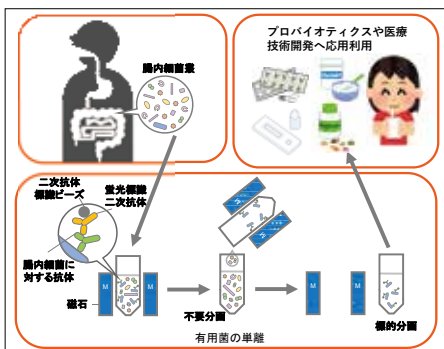 腸内細菌叢
プロバイオティクスや医療
技術開発へ応用利用
二次抗体
標識ビーズ
蛍光標識
二次抗体
腸内細菌に
対する抗体
磁石
M
M
M
M
M
M
不要分画
標的分画
有用菌の単離